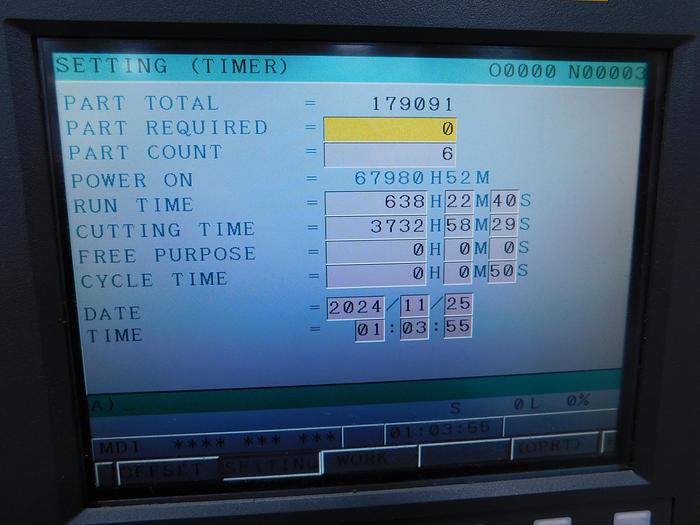 SETTING (TIMER) O0000 N00003
PART TOTAL = 179091
PART REQUIRED = 0
PART COUNT = 6
POWER ON = 67980H52M
RUN TIME = 638H22M40S
CUTTING TIME = 3732H58M29S
FREE PURPOSE = 0H 0M 0S
CYCLE TIME = 0H 0M50S
DATE = 2024/11/25
TIME = 01:03:55
A)_
S 0L 0%
MDI **** *** *** 01:03:55
OFFSET SETTING WORK (OPRT)